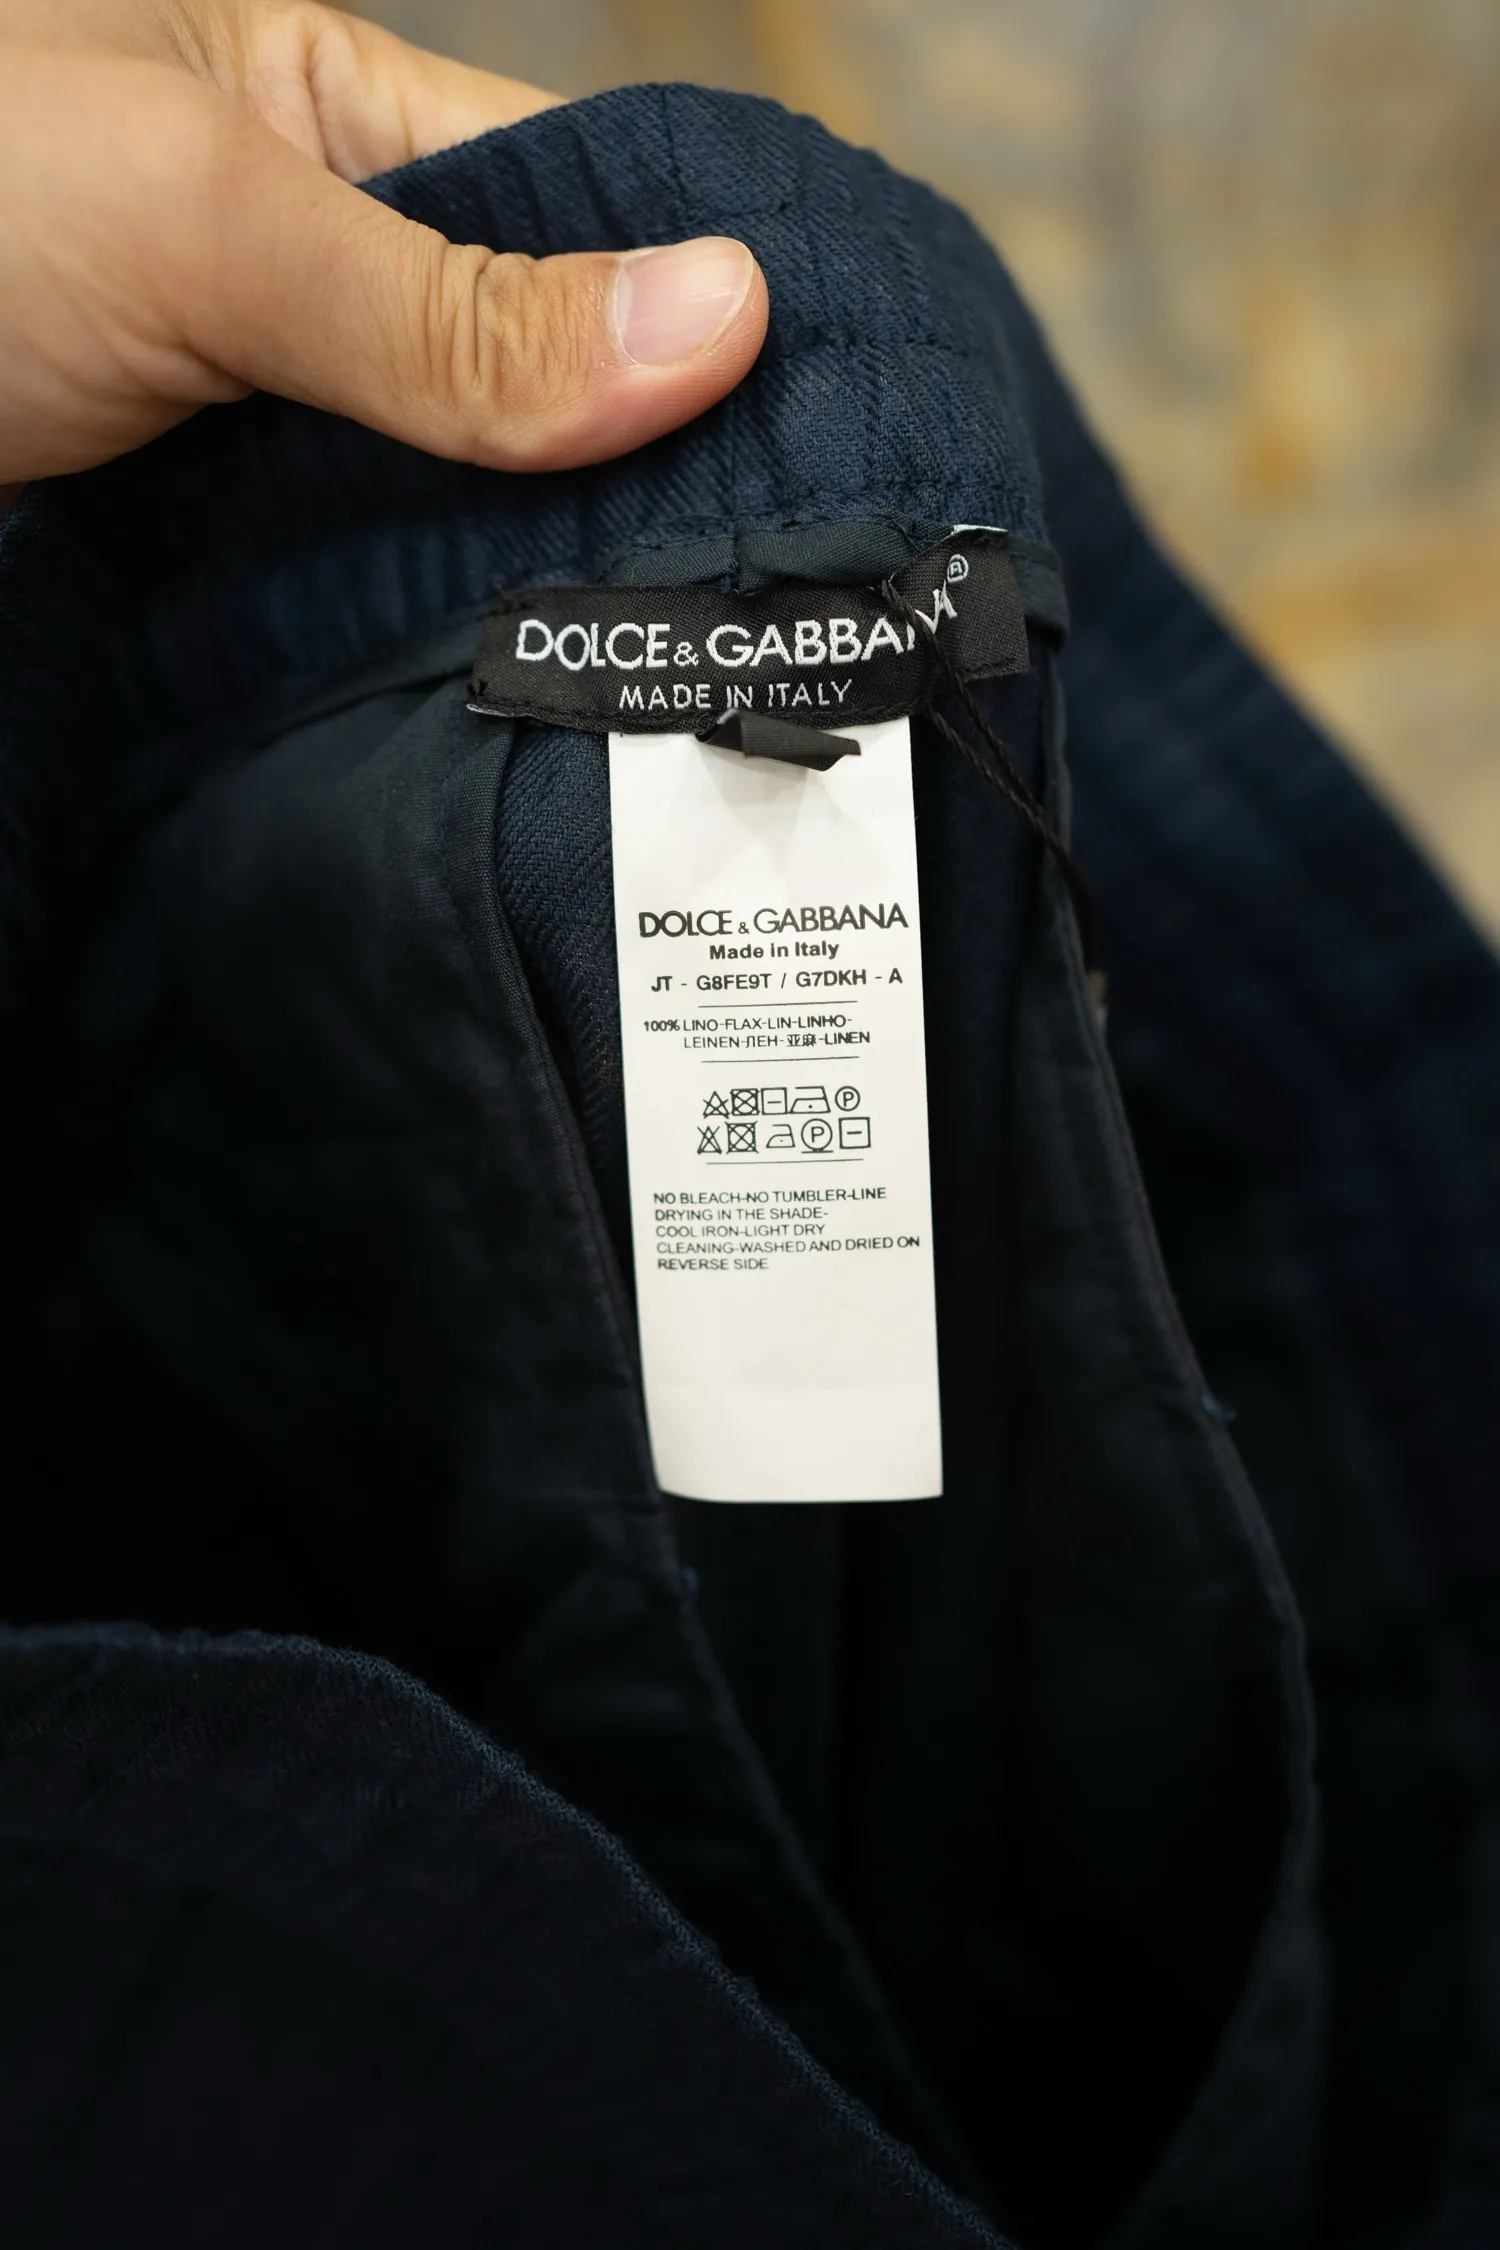 DOLCE & GABBANA®
MADE IN ITALY
DOLCE & GABBANA
Made in Italy
JT - G8FE9T / G7DKH - A
100% LINO-FLAX-LIN-LINHO-
LEINEN-ЛЕН-亚麻-LINEN
P
P
NO BLEACH-NO TUMBLER-LINE
DRYING IN THE SHADE-
COOL IRON-LIGHT DRY
CLEANING-WASHED AND DRIED ON
REVERSE SIDE